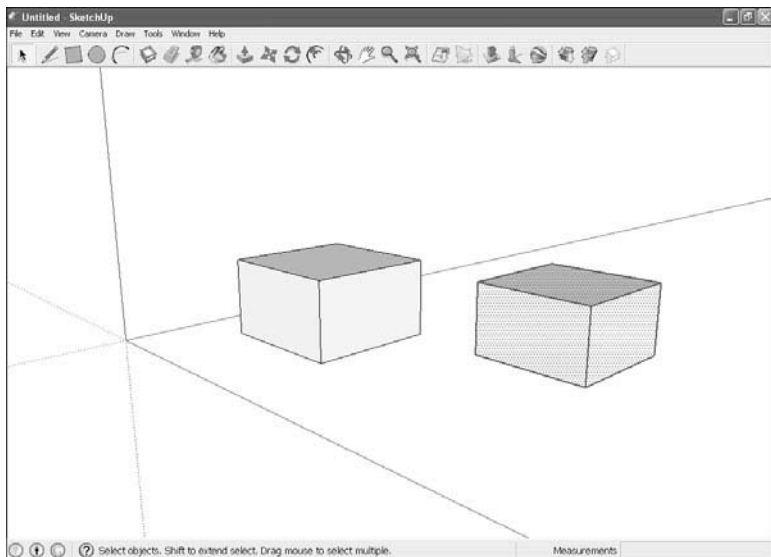 Untitled - SketchUp
File Edit View Camera Draw Tools Window Help
Select objects. Shift to extend select. Drag mouse to select multiple. Measurements